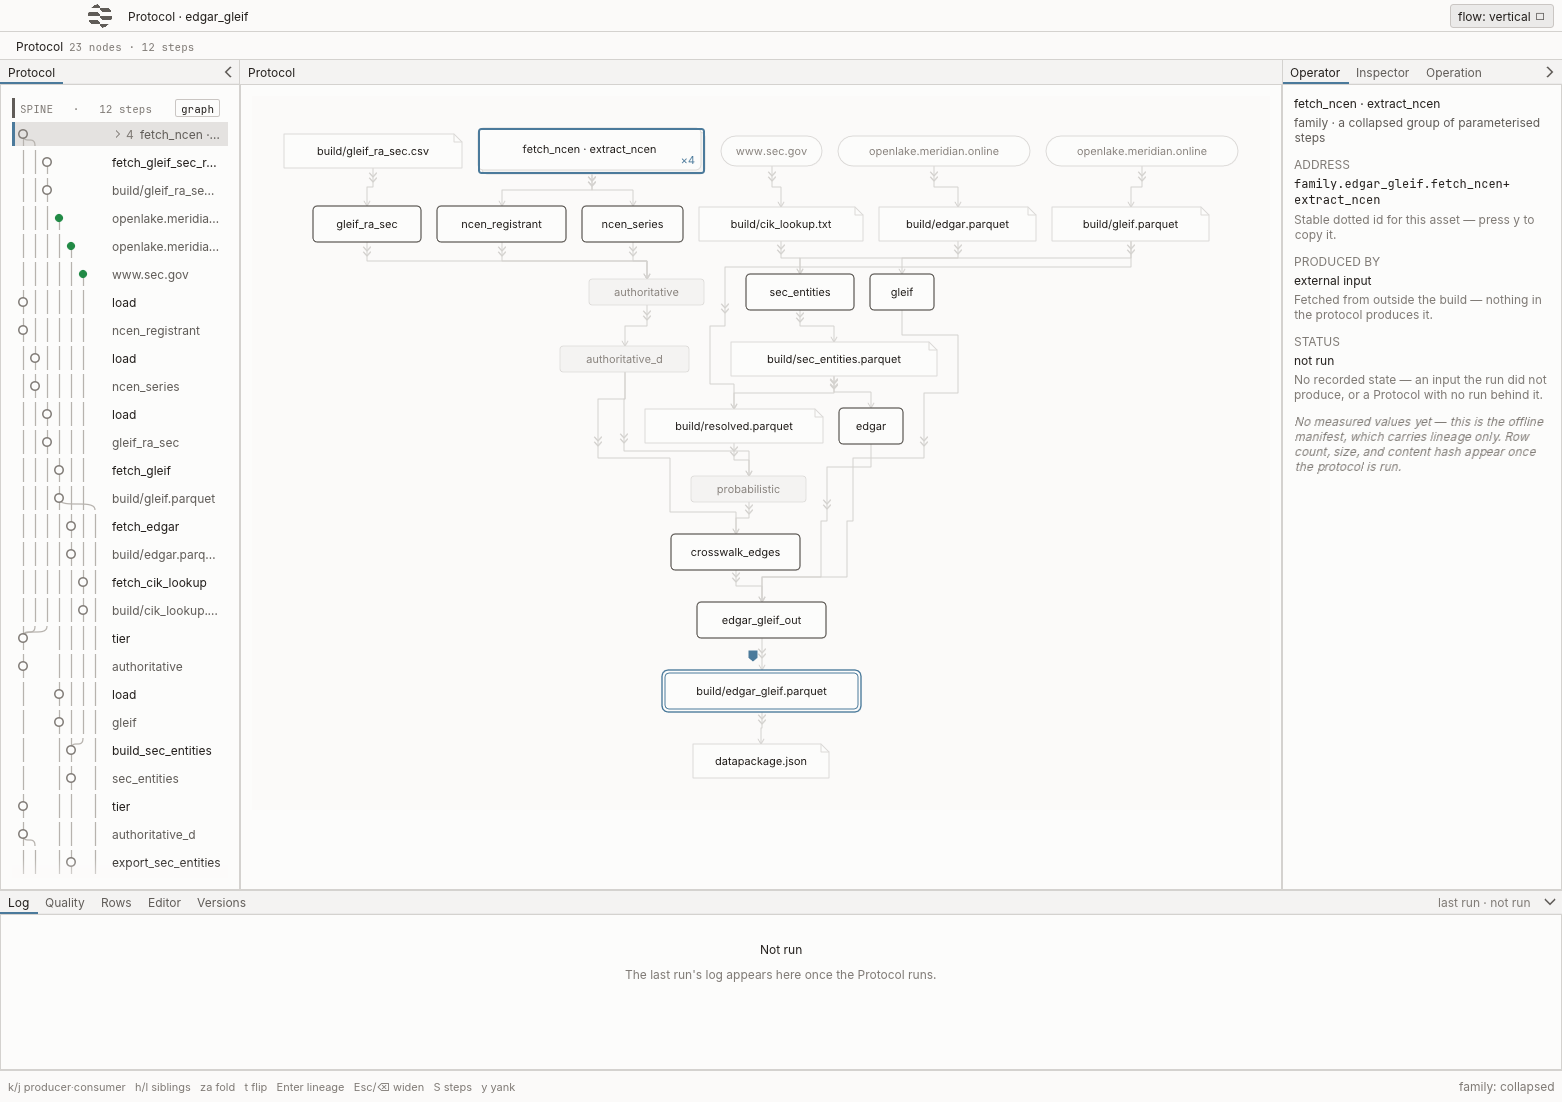 Protocol · edgar_gleif
flow: vertical
Protocol 23 nodes · 12 steps
Protocol
SPINE · 12 steps graph
4 fetch_ncen ·...
fetch_gleif_sec_r...
build/gleif_ra_se...
openlake.meridia...
openlake.meridia...
www.sec.gov
load
ncen_registrant
load
ncen_series
load
gleif_ra_sec
fetch_gleif
build/gleif.parquet
fetch_edgar
build/edgar.parq...
fetch_cik_lookup
build/cik_lookup....
tier
authoritative
load
gleif
build_sec_entities
sec_entities
tier
authoritative_d
export_sec_entities
Protocol
build/gleif_ra_sec.csv
fetch_ncen · extract_ncen
×4
www.sec.gov
openlake.meridian.online
openlake.meridian.online
gleif_ra_sec
ncen_registrant
ncen_series
build/cik_lookup.txt
build/edgar.parquet
build/gleif.parquet
authoritative
sec_entities
gleif
authoritative_d
build/sec_entities.parquet
build/resolved.parquet
edgar
probabilistic
crosswalk_edges
edgar_gleif_out
build/edgar_gleif.parquet
datapackage.json
Operator Inspector Operation
fetch_ncen · extract_ncen
family · a collapsed group of parameterised
steps
ADDRESS
family.edgar_gleif.fetch_ncen+
extract_ncen
Stable dotted id for this asset — press y to
copy it.
PRODUCED BY
external input
Fetched from outside the build — nothing in
the protocol produces it.
STATUS
not run
No recorded state — an input the run did not
produce, or a Protocol with no run behind it.
No measured values yet — this is the offline
manifest, which carries lineage only. Row
count, size, and content hash appear once
the protocol is run.
Log Quality Rows Editor Versions
last run · not run
Not run
The last run's log appears here once the Protocol runs.
k/j producer·consumer h/l siblings za fold t flip Enter lineage Esc/⌫ widen S steps y yank
family: collapsed